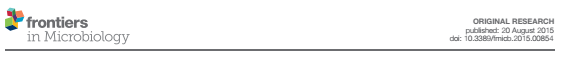 frontiers
in Microbiology
ORIGINAL RESEARCH
published: 20 August 2015
doi: 10.3389/fmicb.2015.00854